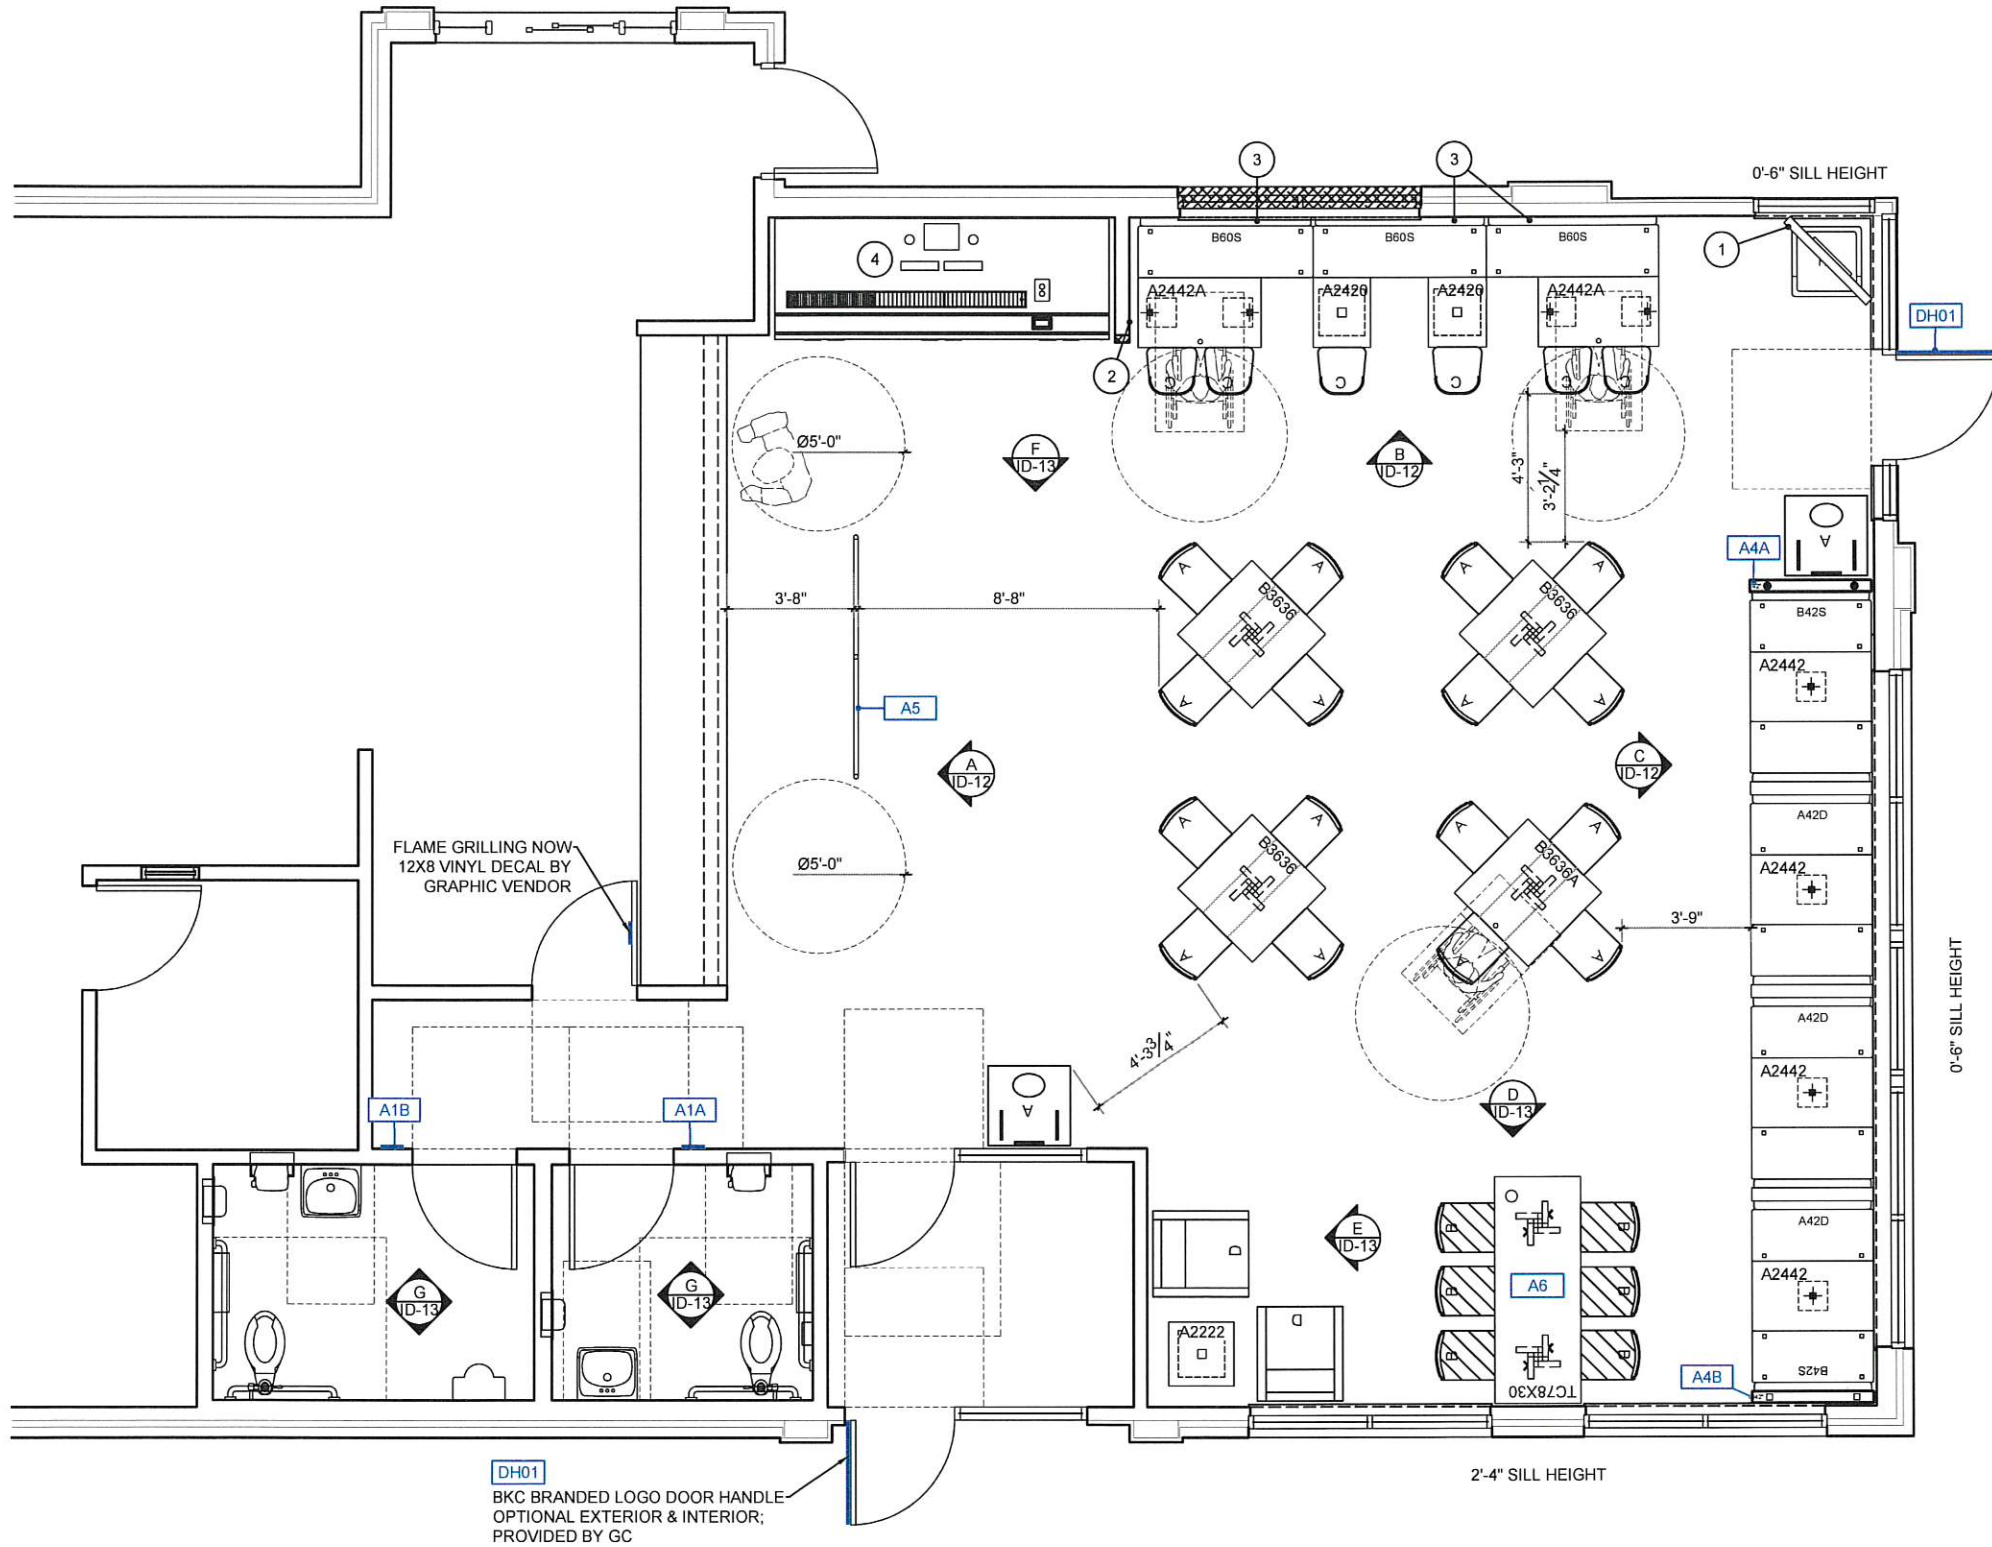 3
3
0'-6" SILL HEIGHT
1
B60S
B60S
B60S
4
A2442A
A2420
A2420
A2442A
DH01
2
C
C
C
C
C
C
Ø5'-0"
F
ID-13
B
ID-12
4'-3"
3'-2 1/4"
A
A4A
3'-8"
8'-8"
A
A
B3636
A
A
A
A
B3636
A
A
B42S
A2442
A5
A
ID-12
C
ID-12
A42D
A2442
FLAME GRILLING NOW
12X8 VINYL DECAL BY
GRAPHIC VENDOR
Ø5'-0"
A
A
B3636
A
A
A
A
B3636A
A
A
3'-9"
0'-6" SILL HEIGHT
A42D
A2442
4'-3 3/4"
A1B
A1A
A
D
ID-13
E
ID-13
D
B
B
B
B
B
B
A6
A42D
A2442
G
ID-13
G
ID-13
A2222
D
TC78X30
B42S
A4B
DH01
BKC BRANDED LOGO DOOR HANDLE
OPTIONAL EXTERIOR & INTERIOR;
PROVIDED BY GC
2'-4" SILL HEIGHT